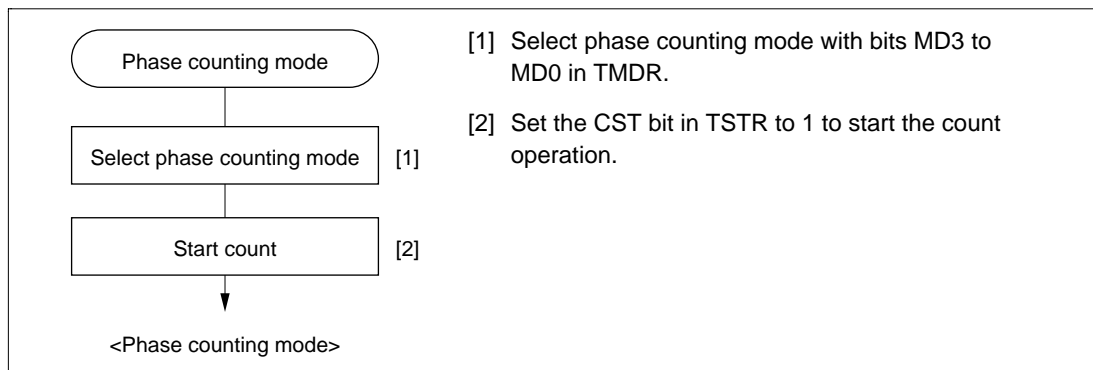 Phase counting mode
Select phase counting mode
[1]
Start count
[2]
<Phase counting mode>
[1] Select phase counting mode with bits MD3 to
MD0 in TMDR.
[2] Set the CST bit in TSTR to 1 to start the count
operation.